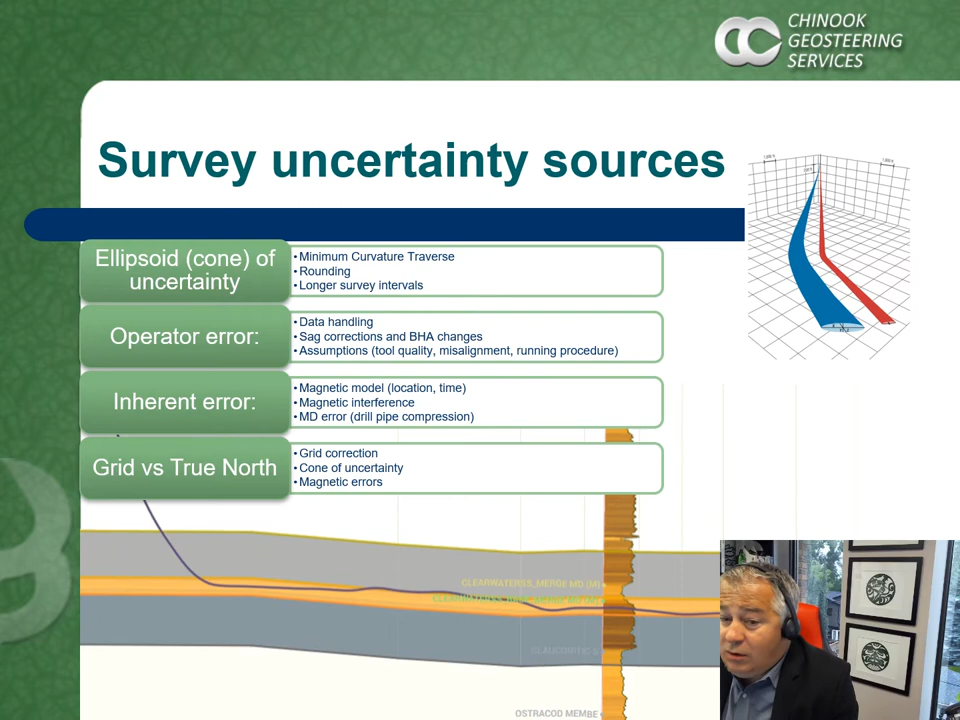 CHINOOK
GEOSTEERING
SERVICES
Survey uncertainty sources
Ellipsoid (cone) of
uncertainty
•Minimum Curvature Traverse
•Rounding
•Longer survey intervals
Operator error:
•Data handling
•Sag corrections and BHA changes
•Assumptions (tool quality, misalignment, running procedure)
Inherent error:
•Magnetic model (location, time)
•Magnetic interference
•MD error (drill pipe compression)
Grid vs True North
•Grid correction
•Cone of uncertainty
•Magnetic errors
CLEARWATERSS_MERGE MD (M)
OSTRACOD MEMBE